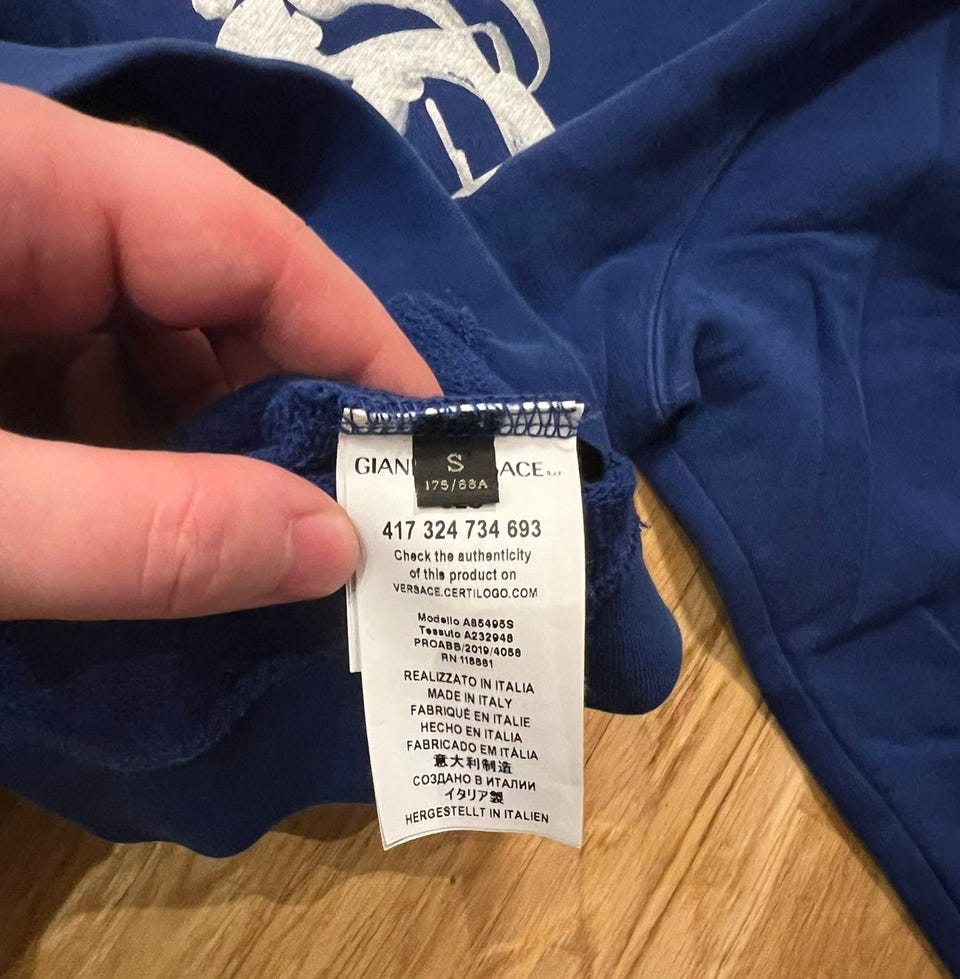 S
175/88A
GIAN ACE S.r.l
417 324 734 693
Check the authenticity
of this product on
VERSACE.CERTILOGO.COM
Modello A85495S
Tessuto A232948
PROABB/2019/4058
RN 118881
REALIZZATO IN ITALIA
MADE IN ITALY
FABRIQUÉ EN ITALIE
HECHO EN ITALIA
FABRICADO EM ITÁLIA
意大利制造
СОЗДАНО В ИТАЛИИ
イタリア製
HERGESTELLT IN ITALIEN